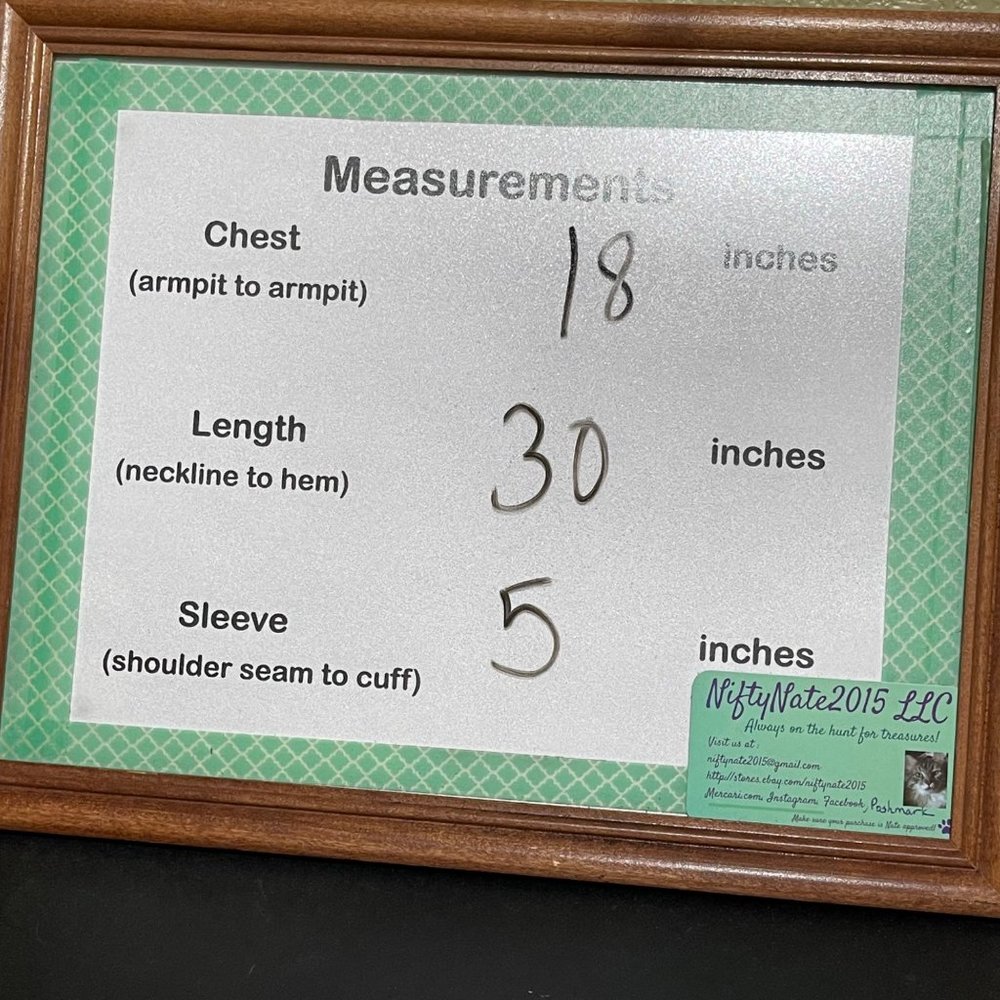 Measurements
Chest
(armpit to armpit)
18 inches
Length
(neckline to hem)
30 inches
Sleeve
(shoulder seam to cuff)
5 inches
NiftyNate2015 LLC
Always on the hunt for treasures!
Visit us at:
niftynate2015@gmail.com
http://stores.ebay.com/niftynate2015
Mercari.com, Instagram, Facebook, Poshmark
Make sure your purchase is Nate approved!